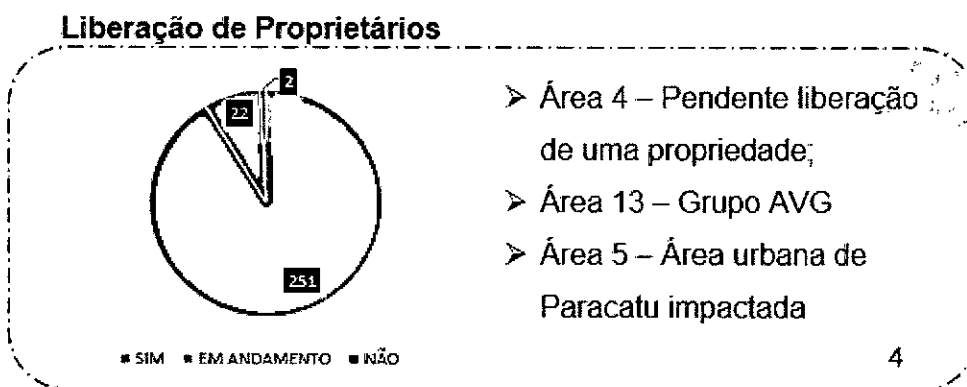 Liberação de Proprietários
2
22
251
■ SIM ■ EM ANDAMENTO ■ NÃO
➢ Área 4 – Pendente liberação
de uma propriedade;
➢ Área 13 – Grupo AVG
➢ Área 5 – Área urbana de
Paracatu impactada
4